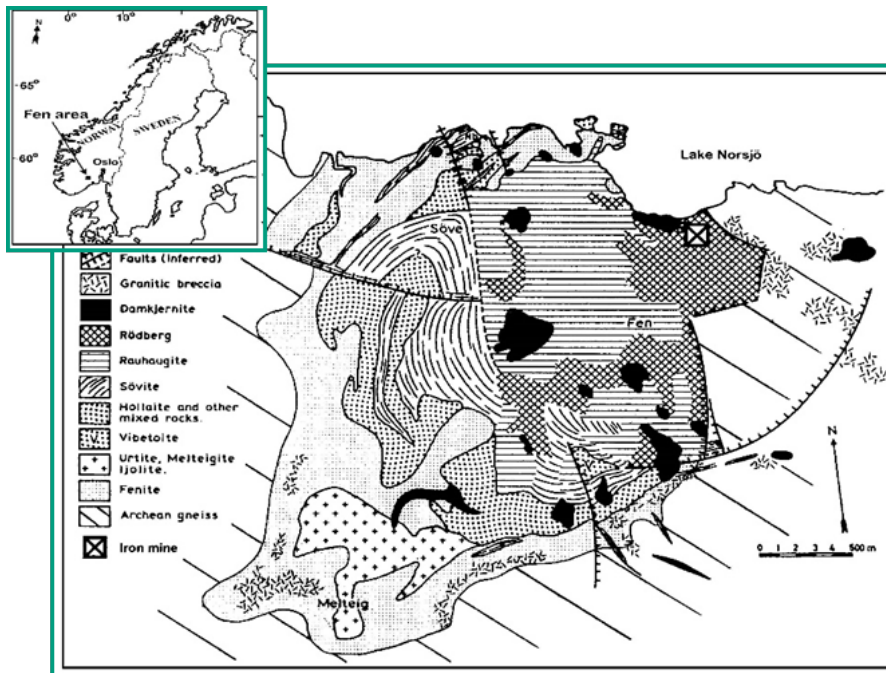 0°
10°
N
65°
Fen area
NORWAY
SWEDEN
60°
Oslo
Lake Norsjö
Söve
Fen
Melteig
Faults (Inferred)
Granitic breccia
Damkjernite
Rödberg
Rauhaugite
Sövite
Hollaite and other
mixed rocks.
Vibetoite
Urtite, Melteigite
Ijolite.
Fenite
Archean gneiss
Iron mine
N
0 1 2 3 4 500 m